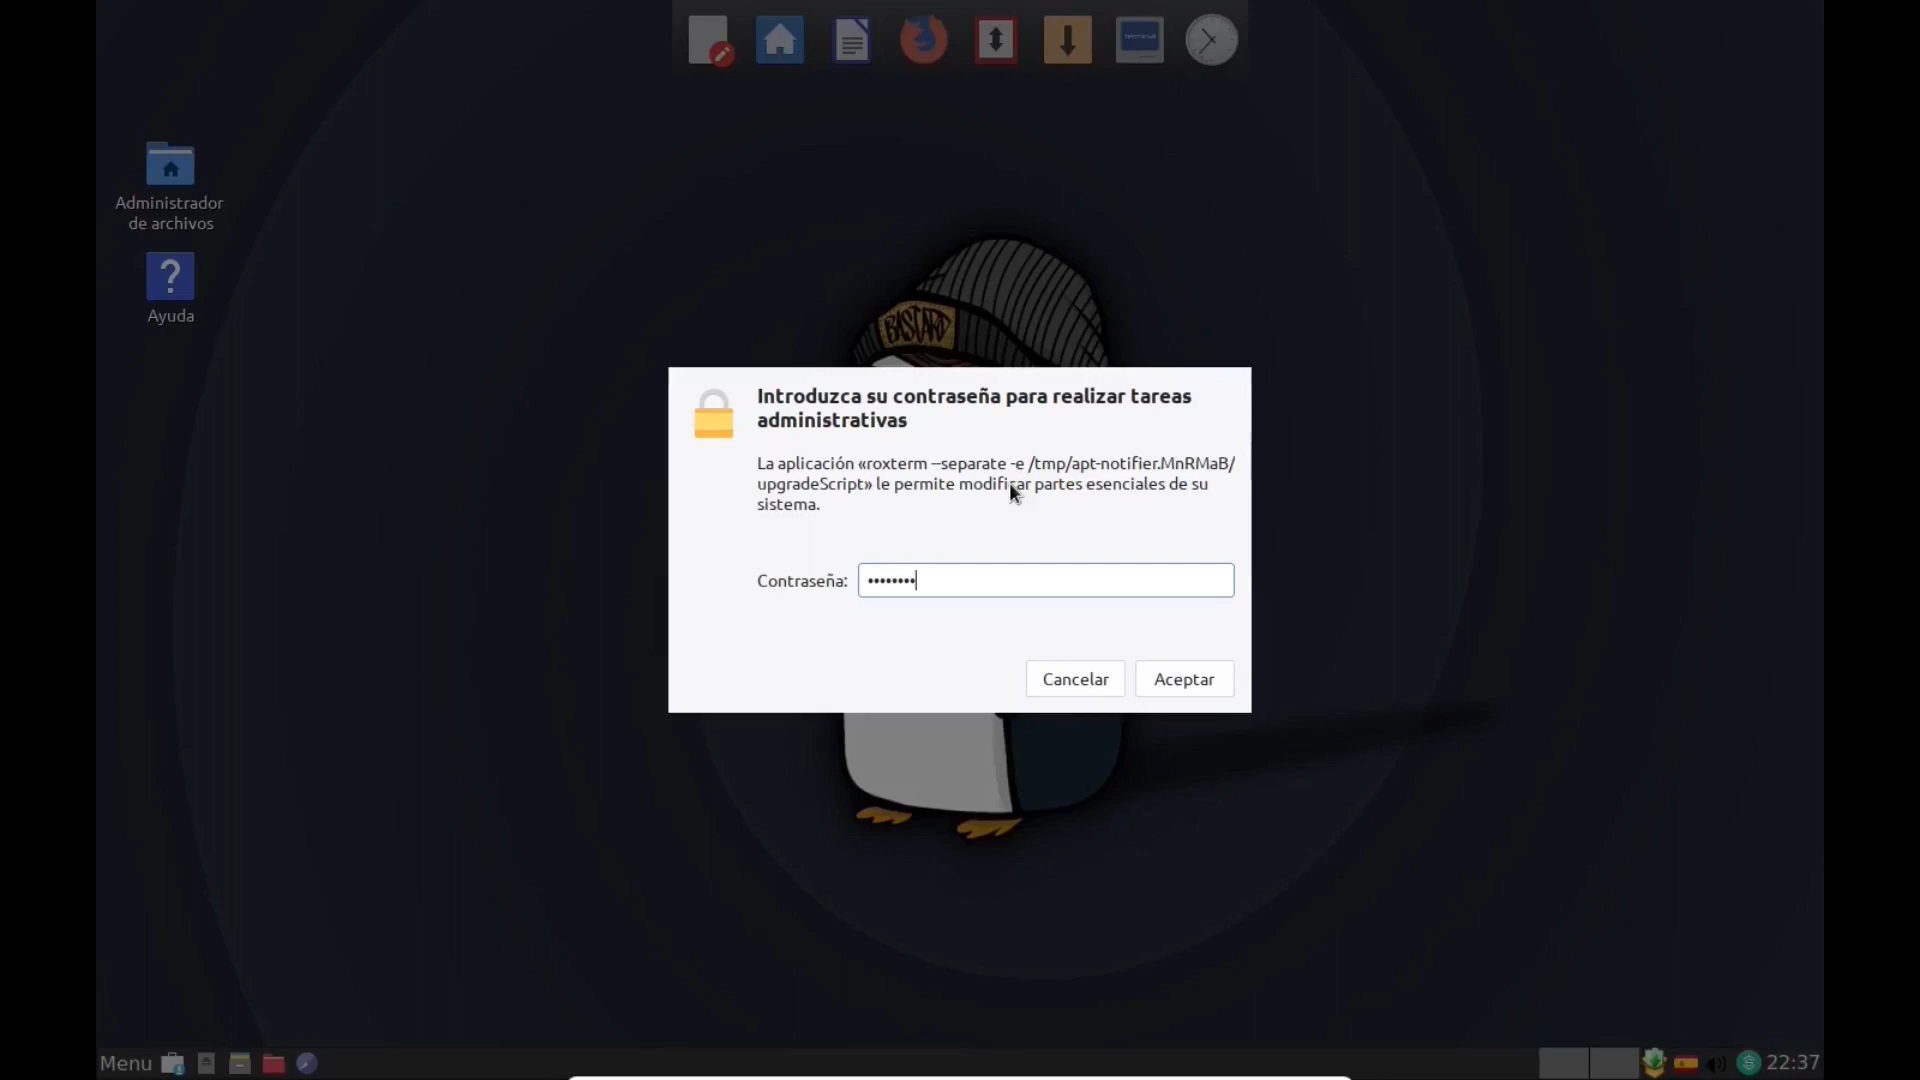 terminal
Administrador
de archivos
Ayuda
BASTARD
Introduzca su contraseña para realizar tareas
administrativas
La aplicación «roxterm --separate -e /tmp/apt-notifier.MnRMaB/
upgradeScript» le permite modificar partes esenciales de su
sistema.
Contraseña: ••••••••
Cancelar
Aceptar
Menu
22:37